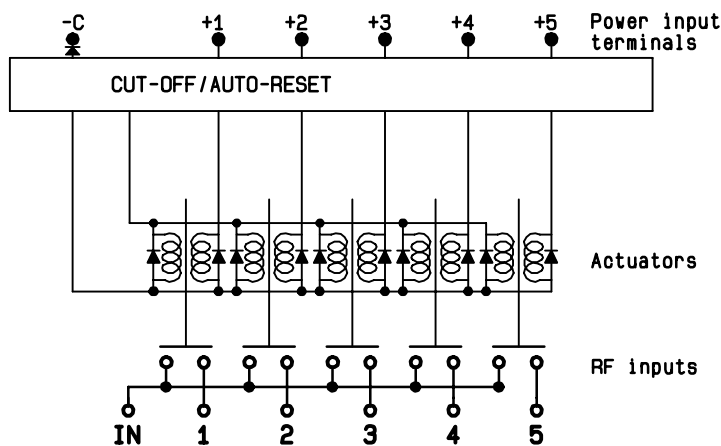 -C +1 +2 +3 +4 +5 Power input
terminals
CUT-OFF/AUTO-RESET
Actuators
RF inputs
IN 1 2 3 4 5